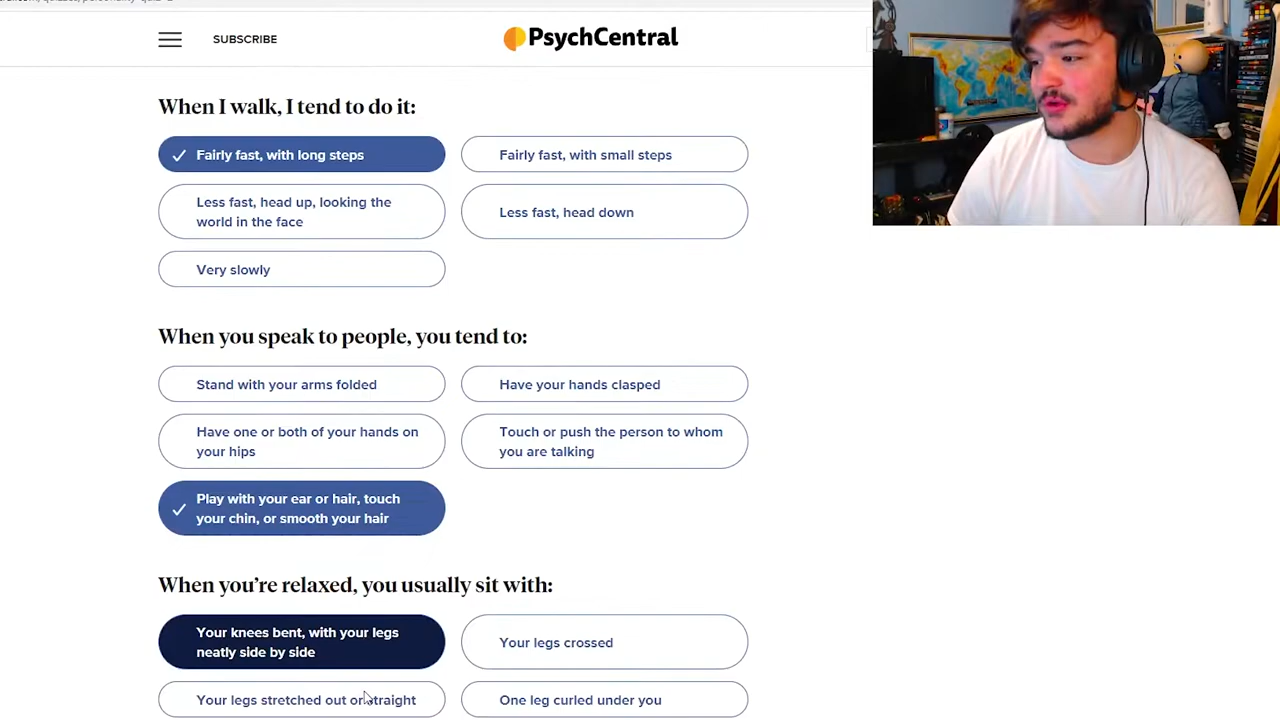 SUBSCRIBE
PsychCentral
When I walk, I tend to do it:
Fairly fast, with long steps
Fairly fast, with small steps
Less fast, head up, looking the
world in the face
Less fast, head down
Very slowly
When you speak to people, you tend to:
Stand with your arms folded
Have your hands clasped
Have one or both of your hands on
your hips
Touch or push the person to whom
you are talking
Play with your ear or hair, touch
your chin, or smooth your hair
When you’re relaxed, you usually sit with:
Your knees bent, with your legs
neatly side by side
Your legs crossed
Your legs stretched out or straight
One leg curled under you